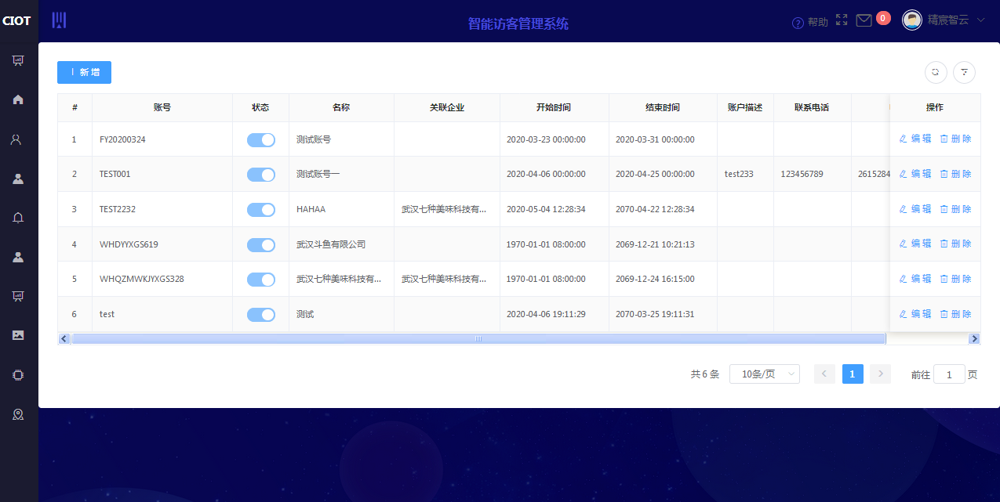 CIOT
智能访客管理系统
帮助
0
精宸智云
新增
# 账号 状态 名称 关联企业 开始时间 结束时间 账户描述 联系电话 操作
1 FY20200324 测试账号 2020-03-23 00:00:00 2020-03-31 00:00:00 编辑 删除
2 TEST001 测试账号一 2020-04-06 00:00:00 2020-04-25 00:00:00 test233 123456789 2615284 编辑 删除
3 TEST2232 HAHAA 武汉七种美味科技有... 2020-05-04 12:28:34 2070-04-22 12:28:34 编辑 删除
4 WHDYYXGS619 武汉斗鱼有限公司 1970-01-01 08:00:00 2069-12-21 10:21:13 编辑 删除
5 WHQZMWKJYXGS328 武汉七种美味科技有... 武汉七种美味科技有... 1970-01-01 08:00:00 2069-12-24 16:15:00 编辑 删除
6 test 测试 2020-04-06 19:11:29 2070-03-25 19:11:31 编辑 删除
共 6 条 10条/页 1 前往 1 页